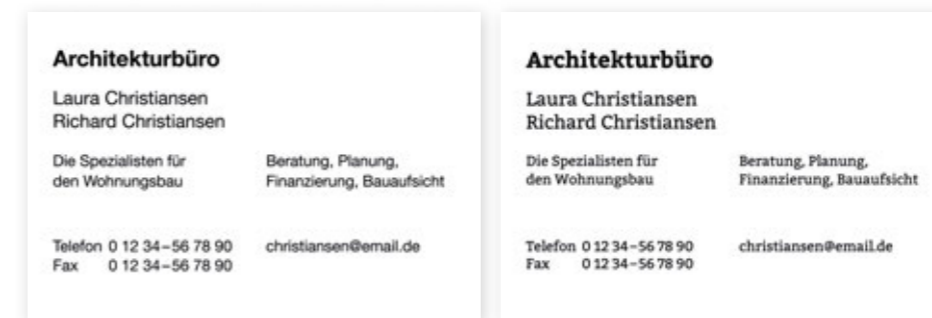 Architekturbüro
Laura Christiansen
Richard Christiansen
Die Spezialisten für
den Wohnungsbau
Beratung, Planung,
Finanzierung, Bauaufsicht
Telefon 0 12 34–56 78 90
Fax 0 12 34–56 78 90
christiansen@email.de
Architekturbüro
Laura Christiansen
Richard Christiansen
Die Spezialisten für
den Wohnungsbau
Beratung, Planung,
Finanzierung, Bauaufsicht
Telefon 0 12 34–56 78 90
Fax 0 12 34–56 78 90
christiansen@email.de